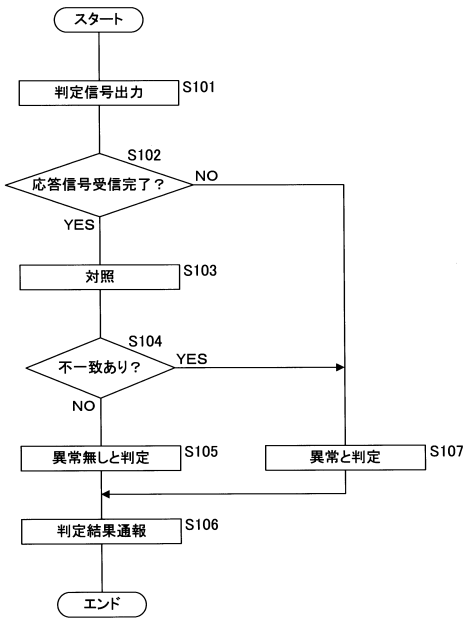 スタート
判定信号出力
S101
S102
応答信号受信完了？
NO
YES
対照
S103
S104
不一致あり？
YES
NO
異常無しと判定
S105
異常と判定
S107
判定結果通報
S106
エンド